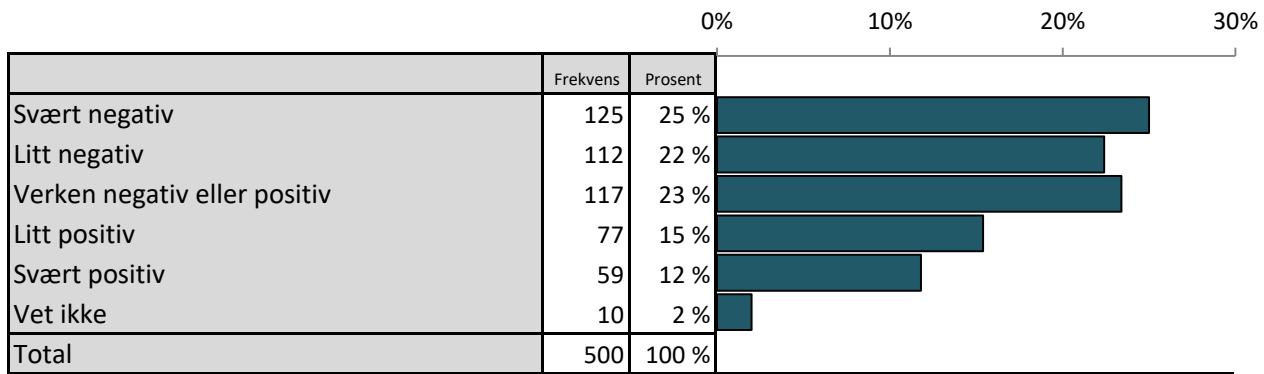 0% 10% 20% 30%
Frekvens Prosent
Svært negativ 125 25 %
Litt negativ 112 22 %
Verken negativ eller positiv 117 23 %
Litt positiv 77 15 %
Svært positiv 59 12 %
Vet ikke 10 2 %
Total 500 100 %